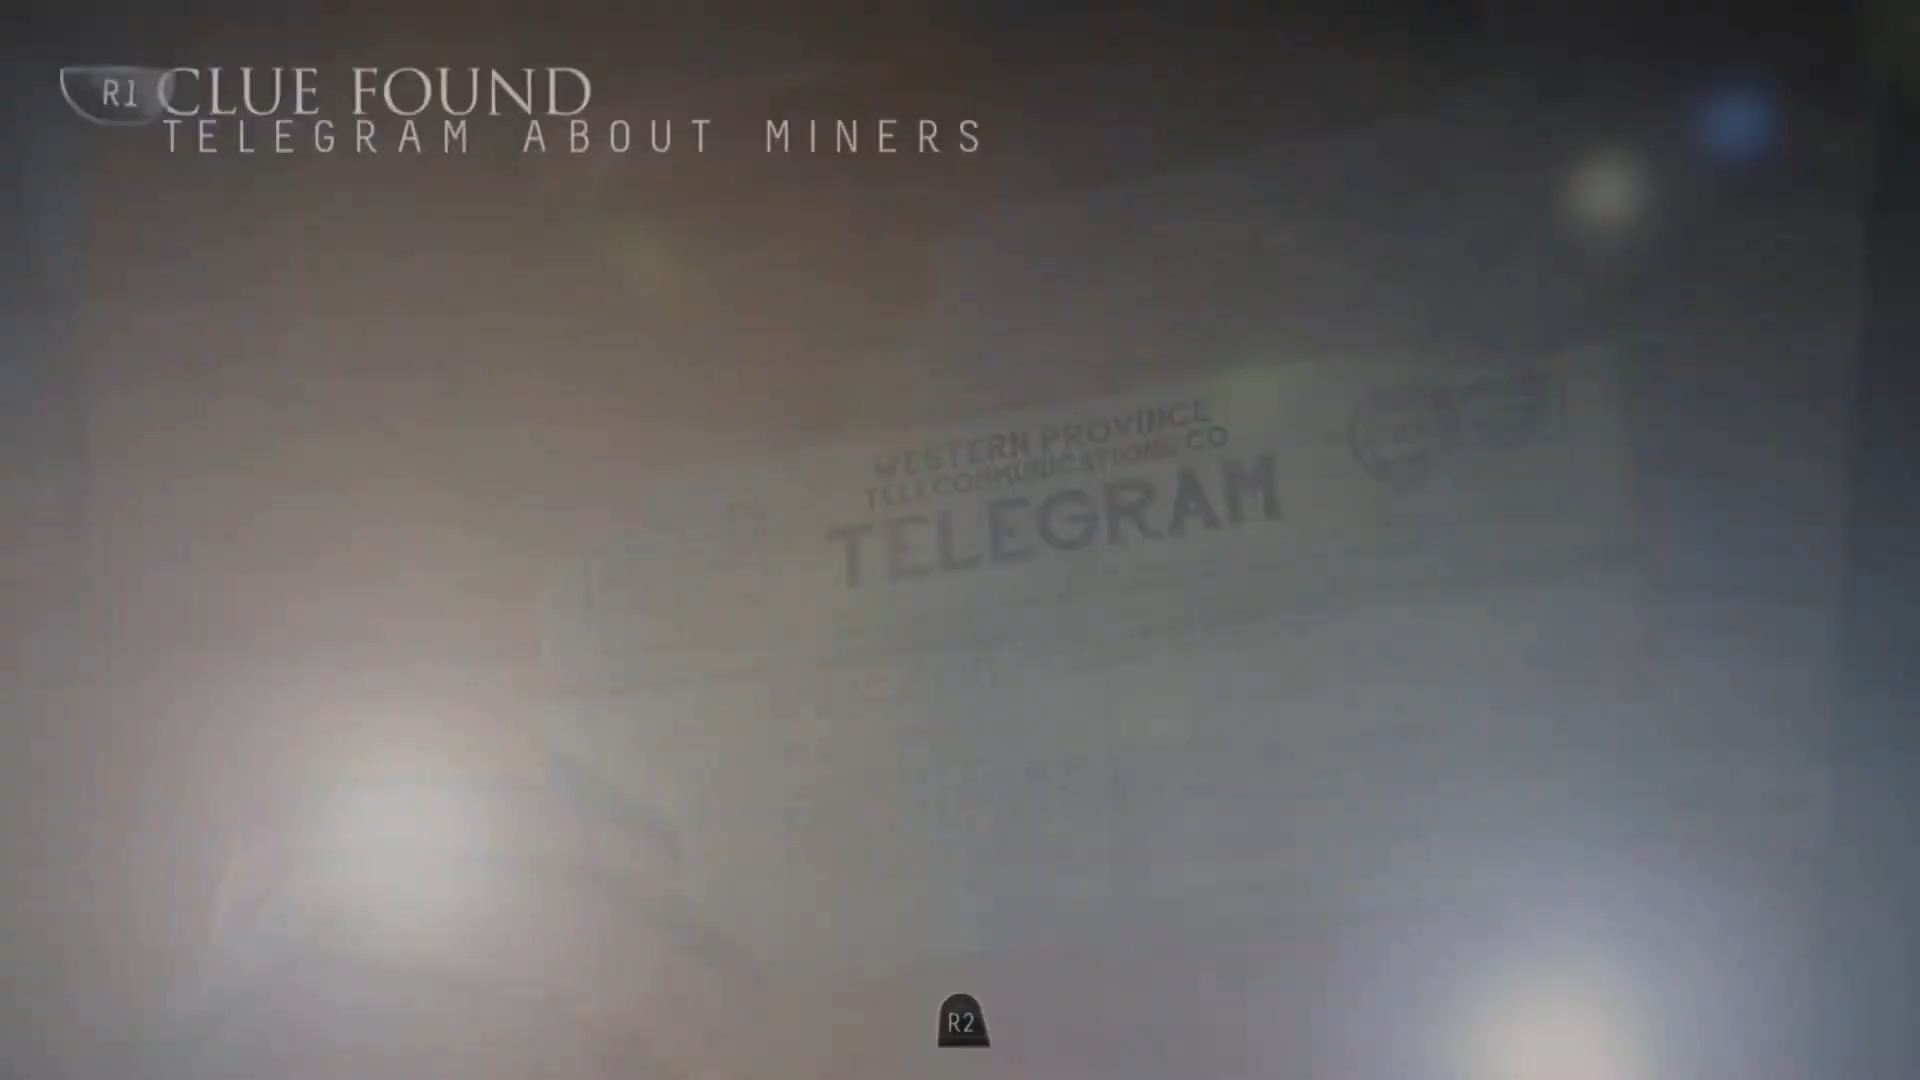 R1 CLUE FOUND
TELEGRAM ABOUT MINERS
WESTERN PROVINCE
TELECOMMUNICATIONS CO
TELEGRAM
R2